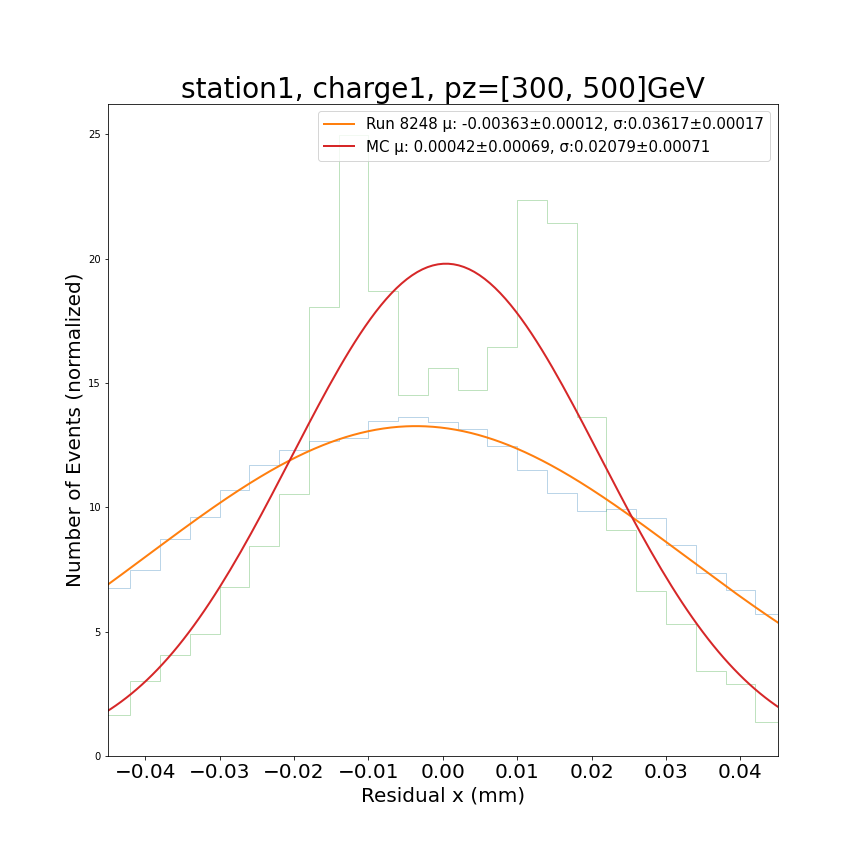 station1, charge1, pz=[300, 500]GeV
Run 8248 μ: -0.00363±0.00012, σ:0.03617±0.00017
MC μ: 0.00042±0.00069, σ:0.02079±0.00071
25
20
15
10
5
0
Number of Events (normalized)
−0.04 −0.03 −0.02 −0.01 0.00 0.01 0.02 0.03 0.04
Residual x (mm)